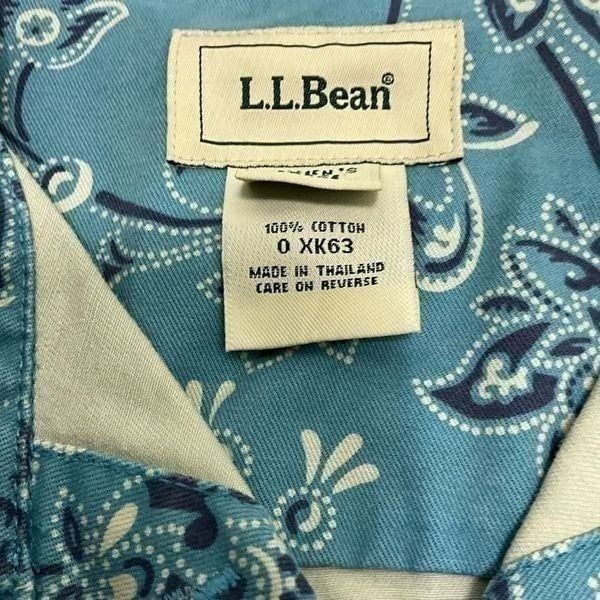 L.L.Bean®
100% COTTON
0 XK63
MADE IN THAILAND
CARE ON REVERSE